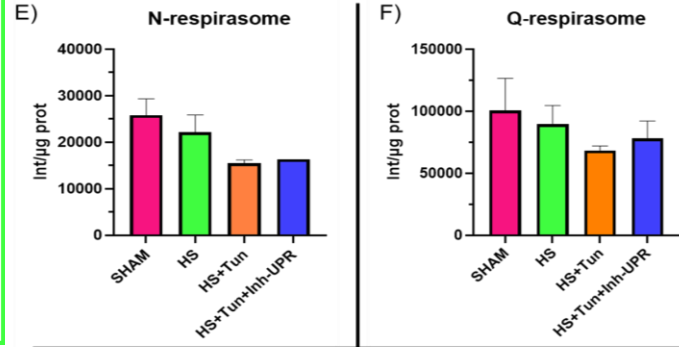 E)
N-respirasome
Int/µg prot
40000
30000
20000
10000
0
SHAM
HS
HS+Tun
HS+Tun+Inh-UPR
F)
Q-respirasome
Int/µg prot
150000
100000
50000
0
SHAM
HS
HS+Tun
HS+Tun+Inh-UPR